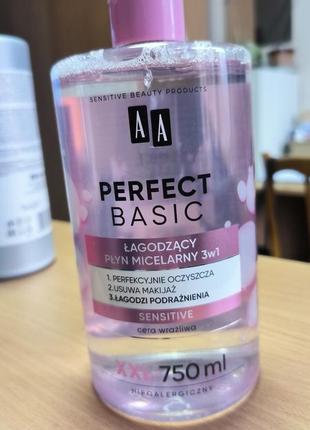 SENSITIVE BEAUTY PRODUCTS
AA
PERFECT
BASIC
ŁAGODZĄCY
PŁYN MICELARNY 3w1
1. PERFEKCYJNIE OCZYSZCZA
2.USUWA MAKIJAŻ
3.ŁAGODZI PODRAŻNIENIA
SENSITIVE
cera wrażliwa
XXL 750 ml
HIPOALERGICZNY